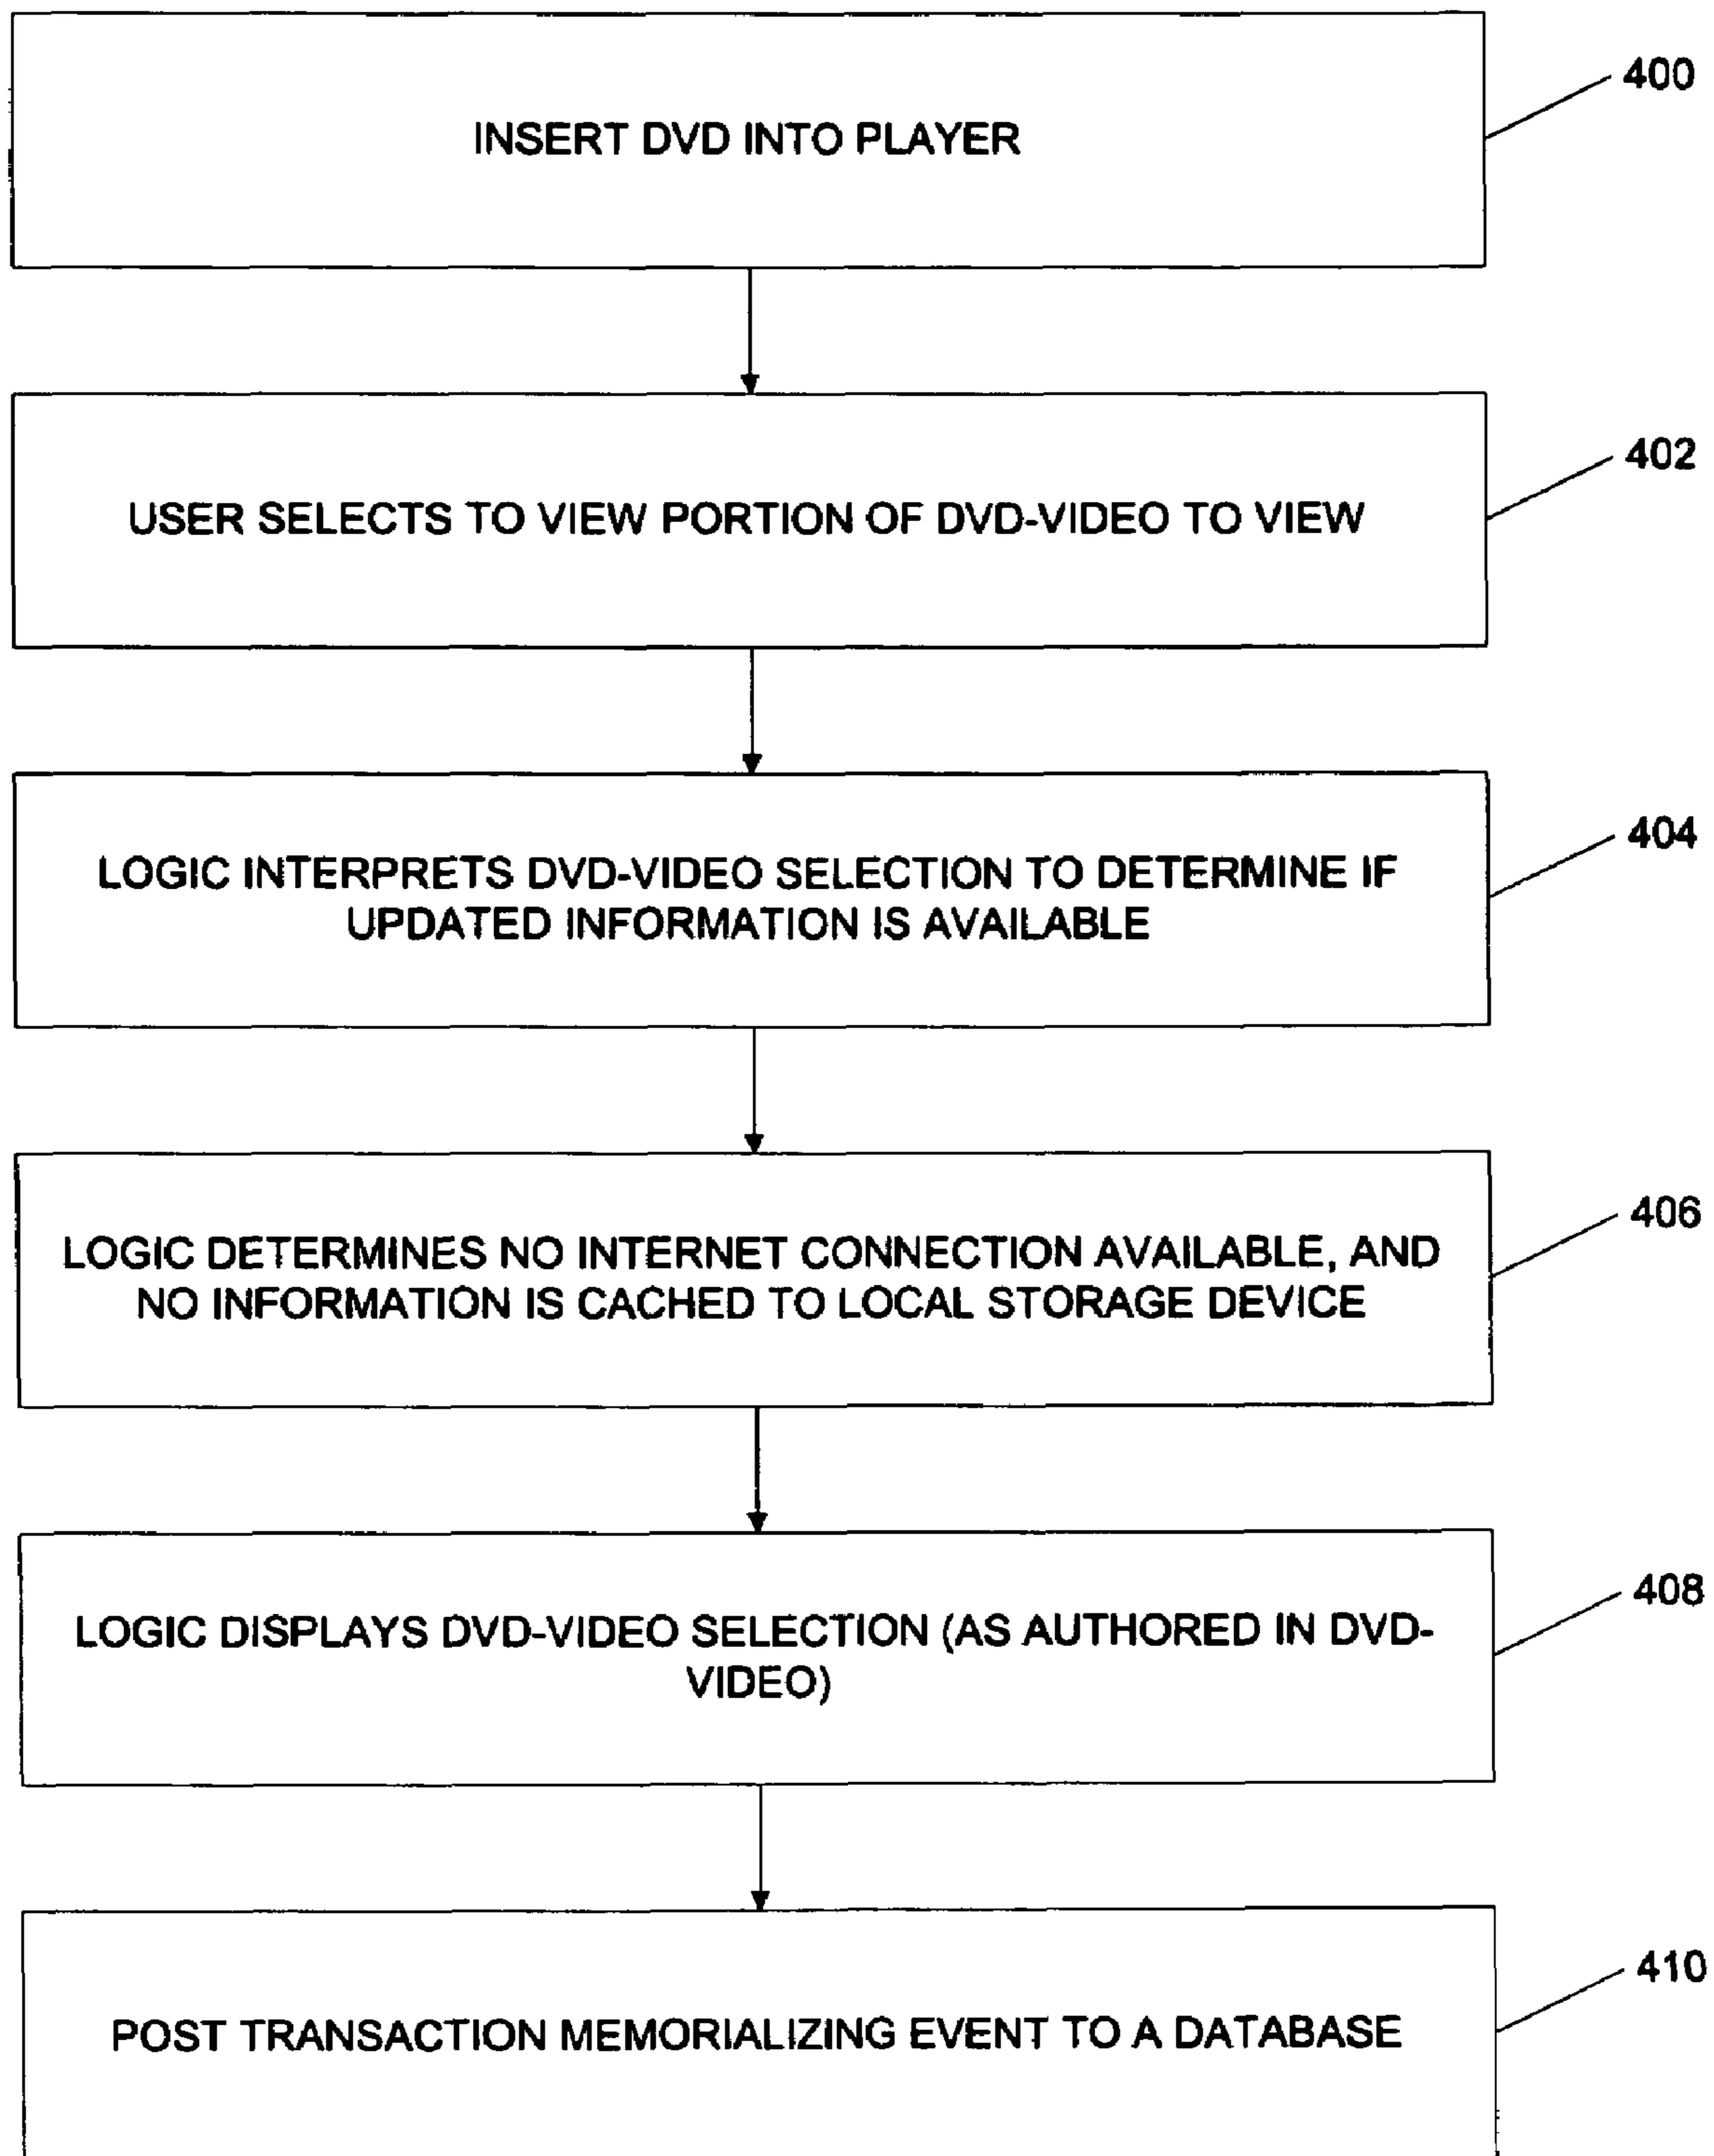 400
INSERT DVD INTO PLAYER
402
USER SELECTS TO VIEW PORTION OF DVD-VIDEO TO VIEW
404
LOGIC INTERPRETS DVD-VIDEO SELECTION TO DETERMINE IF
UPDATED INFORMATION IS AVAILABLE
406
LOGIC DETERMINES NO INTERNET CONNECTION AVAILABLE, AND
NO INFORMATION IS CACHED TO LOCAL STORAGE DEVICE
408
LOGIC DISPLAYS DVD-VIDEO SELECTION (AS AUTHORED IN DVD-
VIDEO)
410
POST TRANSACTION MEMORIALIZING EVENT TO A DATABASE